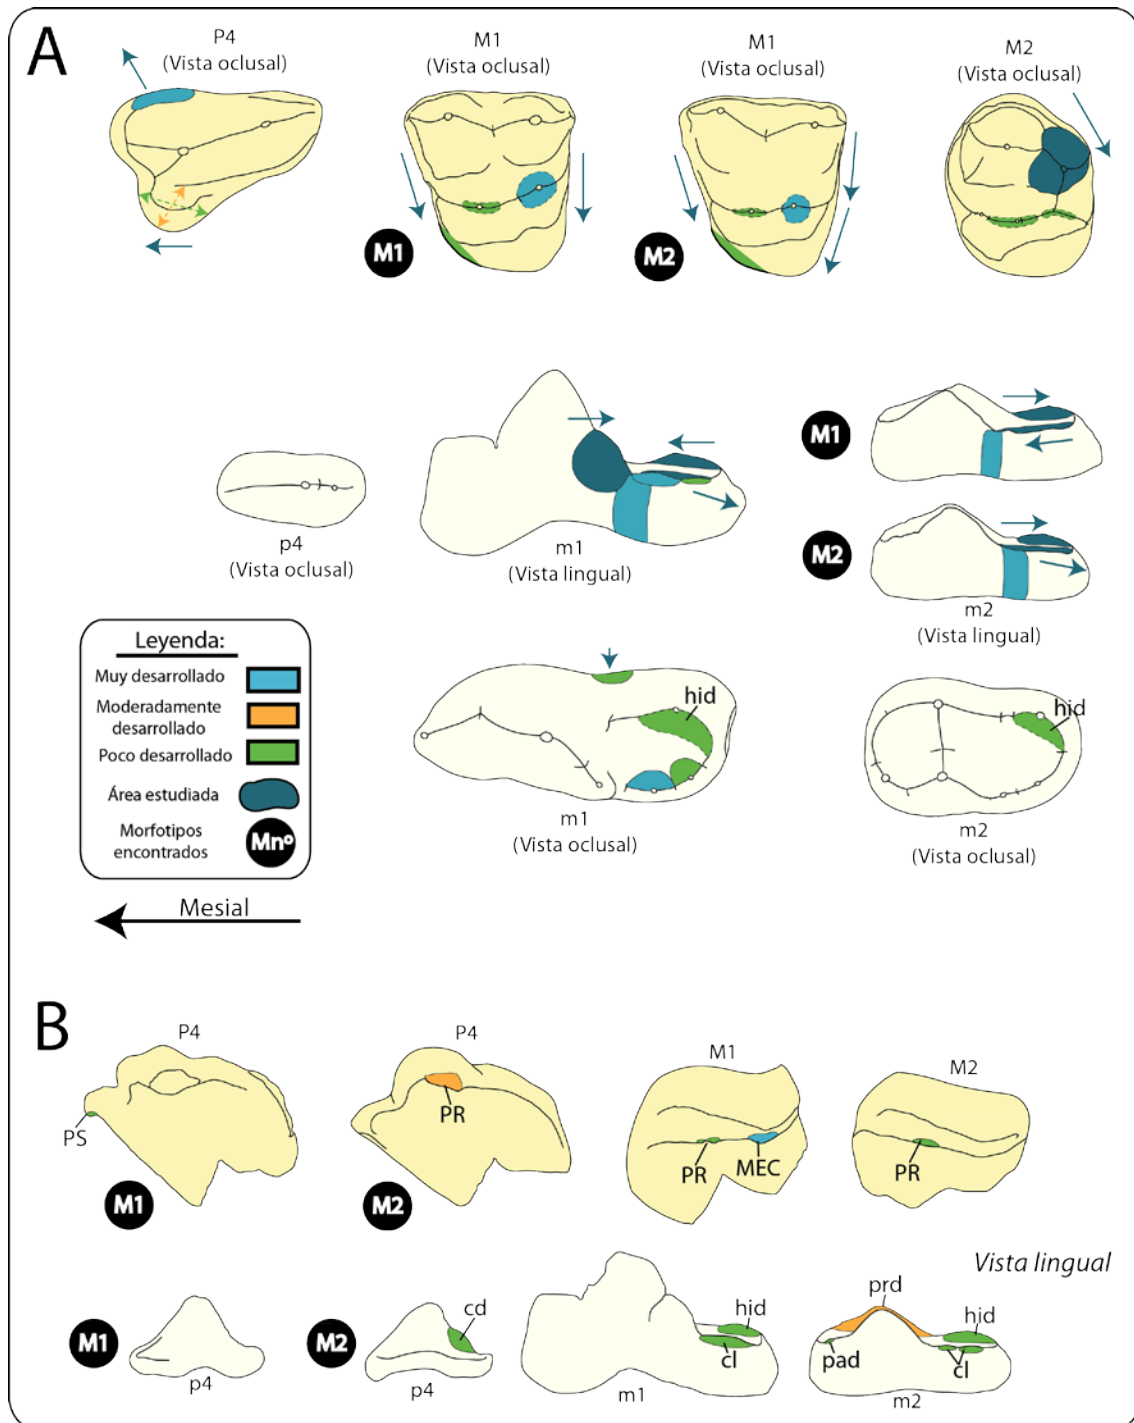 A
P4
(Vista oclusal)
M1
(Vista oclusal)
M1
(Vista oclusal)
M2
(Vista oclusal)
M1
M2
p4
(Vista oclusal)
m1
(Vista lingual)
M1
M2
m2
(Vista lingual)
Leyenda:
Muy desarrollado
Moderadamente
desarrollado
Poco desarrollado
Área estudiada
Morfotipos
encontrados
Mnº
hid
m1
(Vista oclusal)
hid
m2
(Vista oclusal)
Mesial
B
P4
PS
M1
P4
PR
M2
M1
PR
MEC
M2
PR
Vista lingual
M1
p4
M2
cd
p4
hid
cl
m1
prd
hid
pad
cl
m2